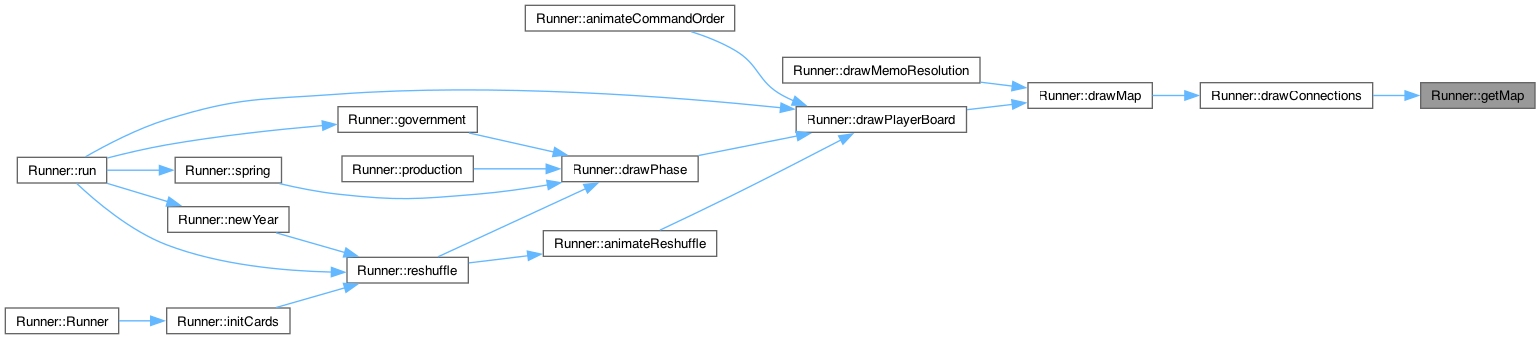 Runner::animateCommandOrder
Runner::drawMemoResolution
Runner::drawMap
Runner::drawConnections
Runner::getMap
Runner::government
Runner::drawPlayerBoard
Runner::run
Runner::spring
Runner::production
Runner::drawPhase
Runner::newYear
Runner::animateReshuffle
Runner::reshuffle
Runner::Runner
Runner::initCards